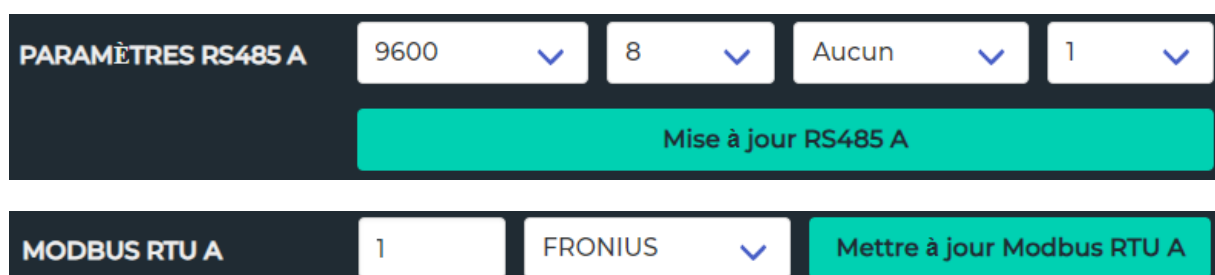 PARAMÈTRES RS485 A 9600 8 Aucun 1
Mise à jour RS485 A
MODBUS RTU A 1 FRONIUS Mettre à jour Modbus RTU A